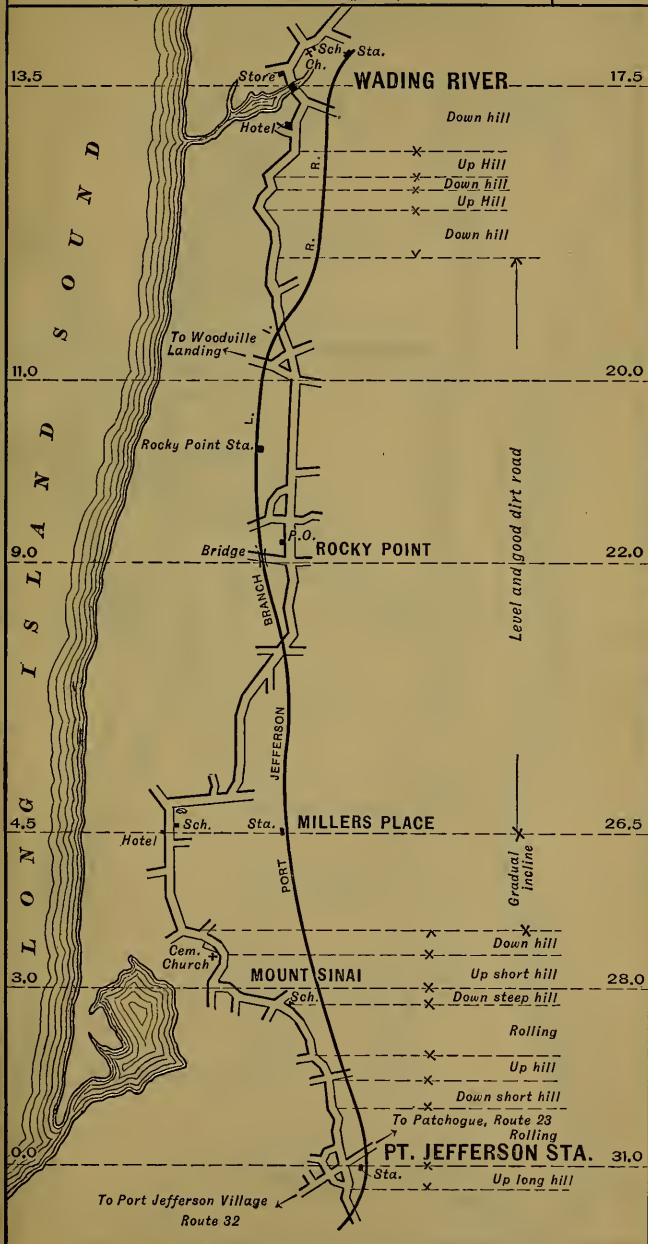 Sch.
Sta.
Ch.
Store
13.5
WADING RIVER
17.5
Hotel
Down hill
R.
Up Hill
Down hill
Up Hill
R.
Down hill
I.
To Woodville
Landing
11.0
20.0
L.
Rocky Point Sta.
P.O.
Bridge
ROCKY POINT
9.0
22.0
BRANCH
Level and good dirt road
JEFFERSON
LONG ISLAND SOUND
4.5
Hotel
Sch.
Sta.
MILLERS PLACE
26.5
PORT
Gradual
incline
Down hill
Cem.
Church
MOUNT SINAI
Up short hill
3.0
28.0
Sch.
Down steep hill
Rolling
Up hill
Down short hill
To Patchogue, Route 23
Rolling
0.0
PT. JEFFERSON STA.
31.0
Sta.
Up long hill
To Port Jefferson Village
Route 32